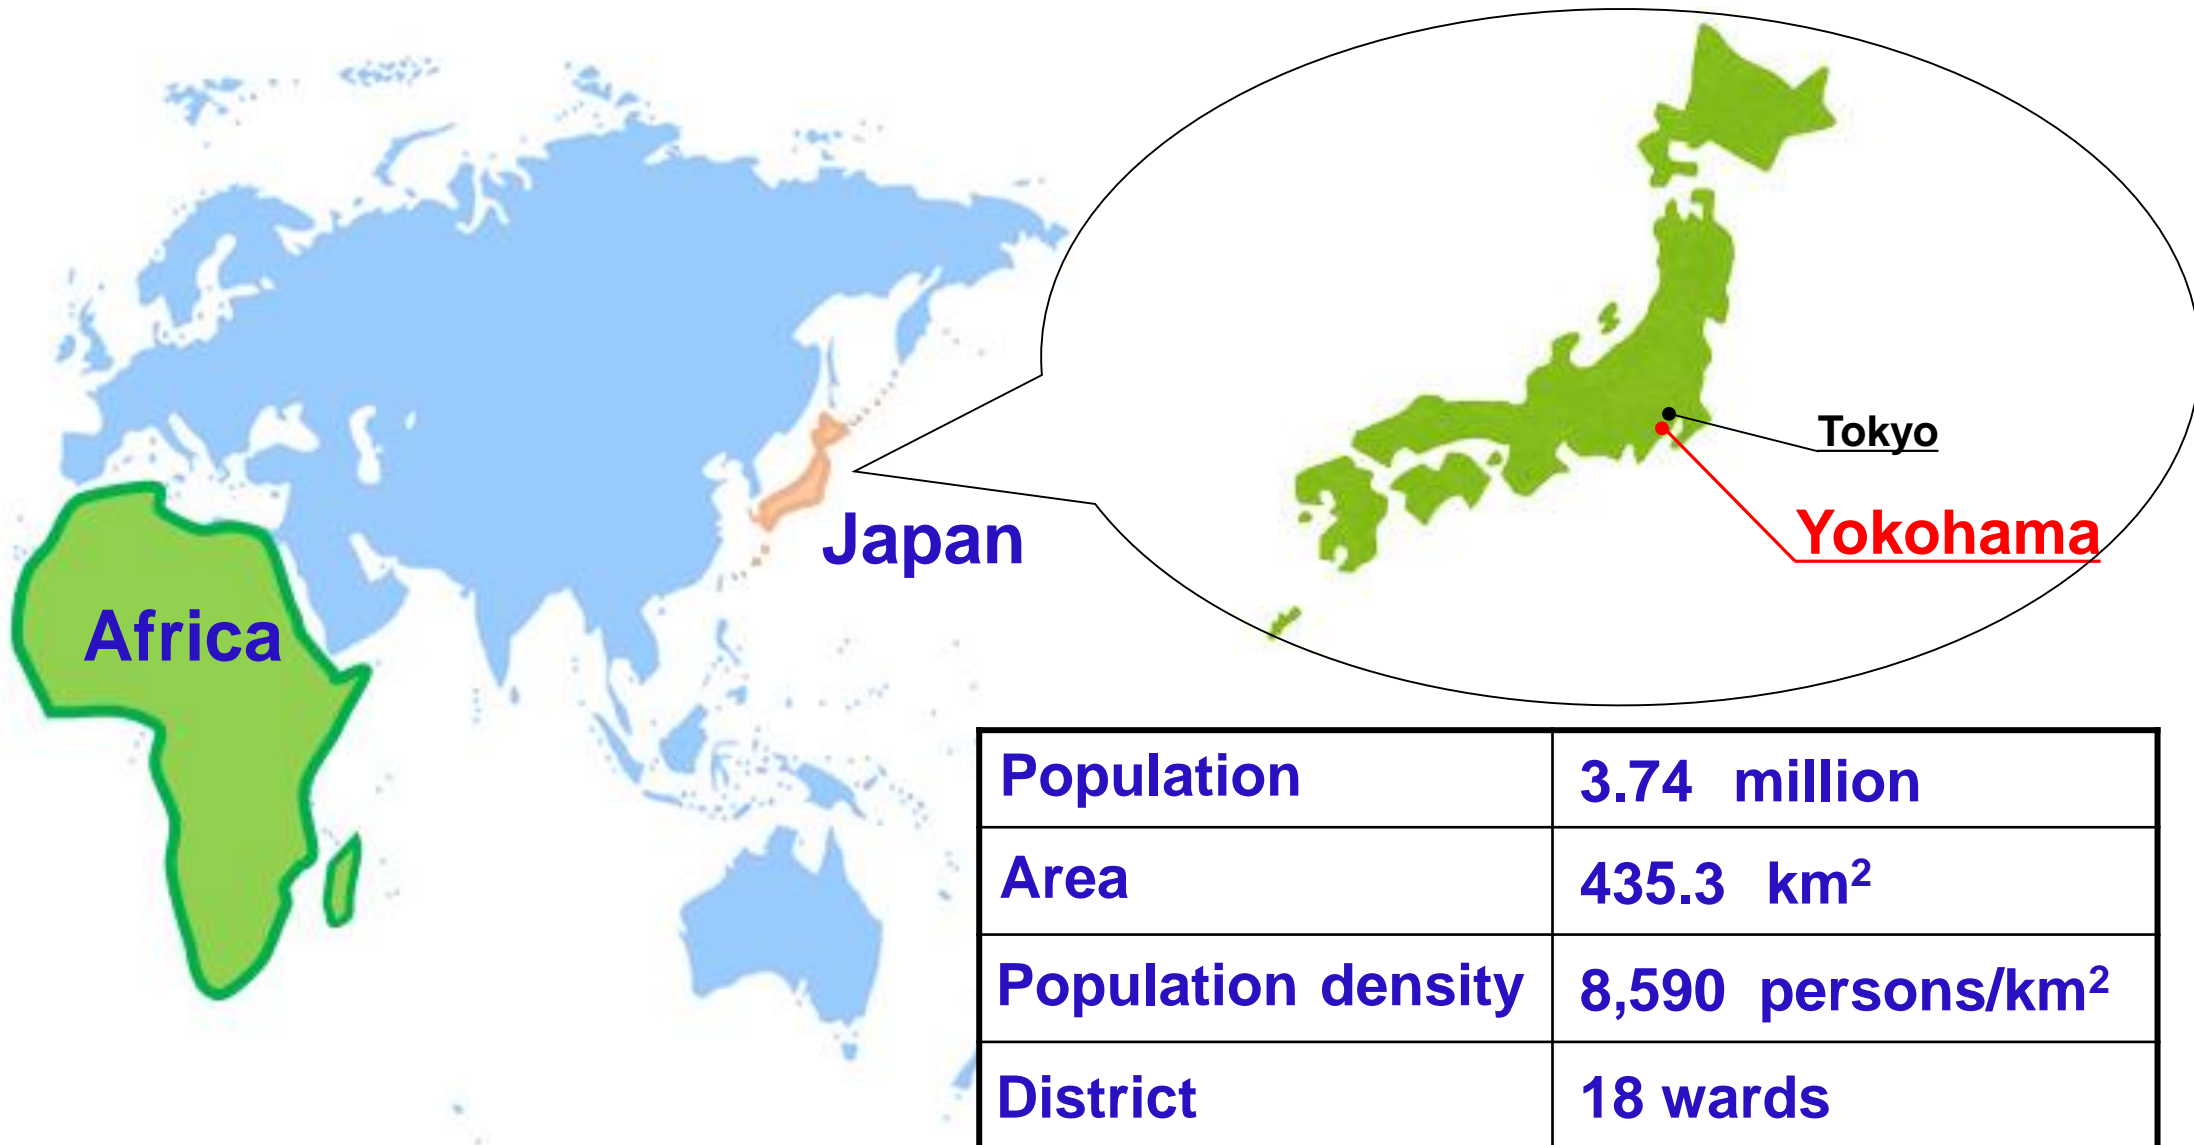 Tokyo
Yokohama
Japan
Africa
Population 3.74 million
Area 435.3 km²
Population density 8,590 persons/km²
District 18 wards